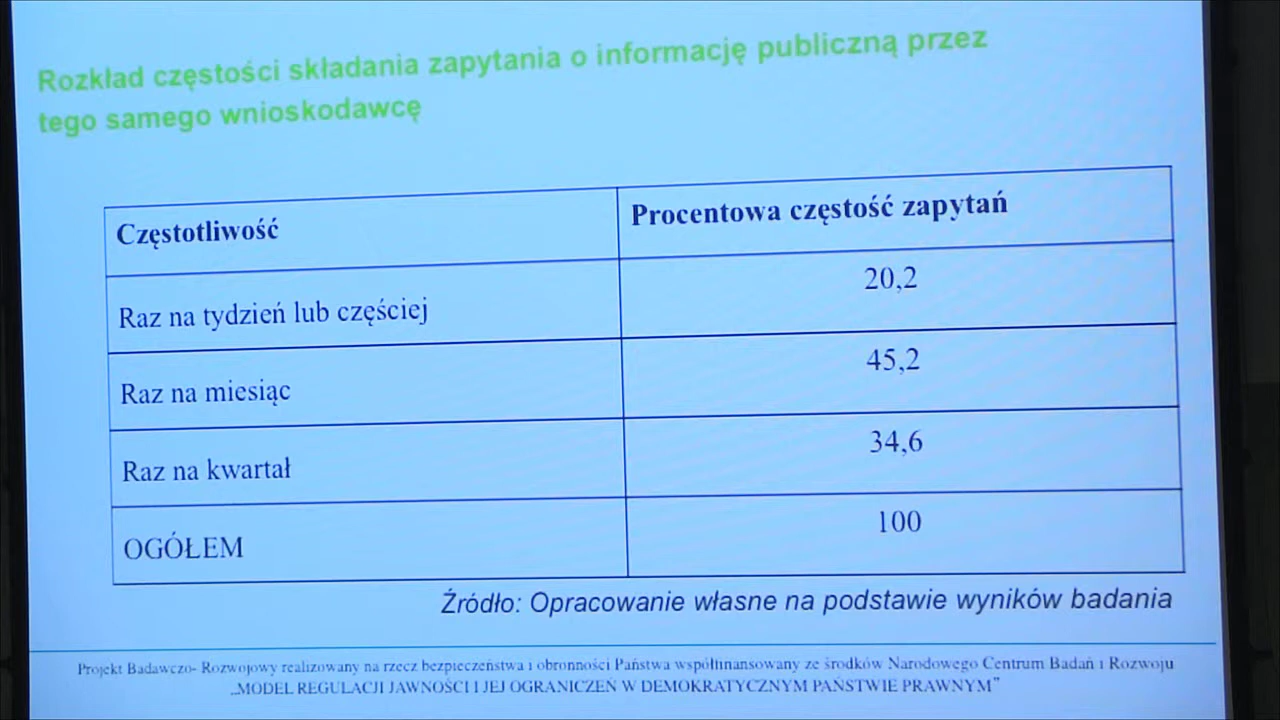 Rozkład częstości składania zapytania o informację publiczną przez
tego samego wnioskodawcę
Częstotliwość
Procentowa częstość zapytań
Raz na tydzień lub częściej
20,2
Raz na miesiąc
45,2
Raz na kwartał
34,6
OGÓŁEM
100
Źródło: Opracowanie własne na podstawie wyników badania
Projekt Badawczo- Rozwojowy realizowany na rzecz bezpieczeństwa i obronności Państwa współfinansowany ze środków Narodowego Centrum Badań i Rozwoju
„MODEL REGULACJI JAWNOŚCI I JEJ OGRANICZEŃ W DEMOKRATYCZNYM PAŃSTWIE PRAWNYM”